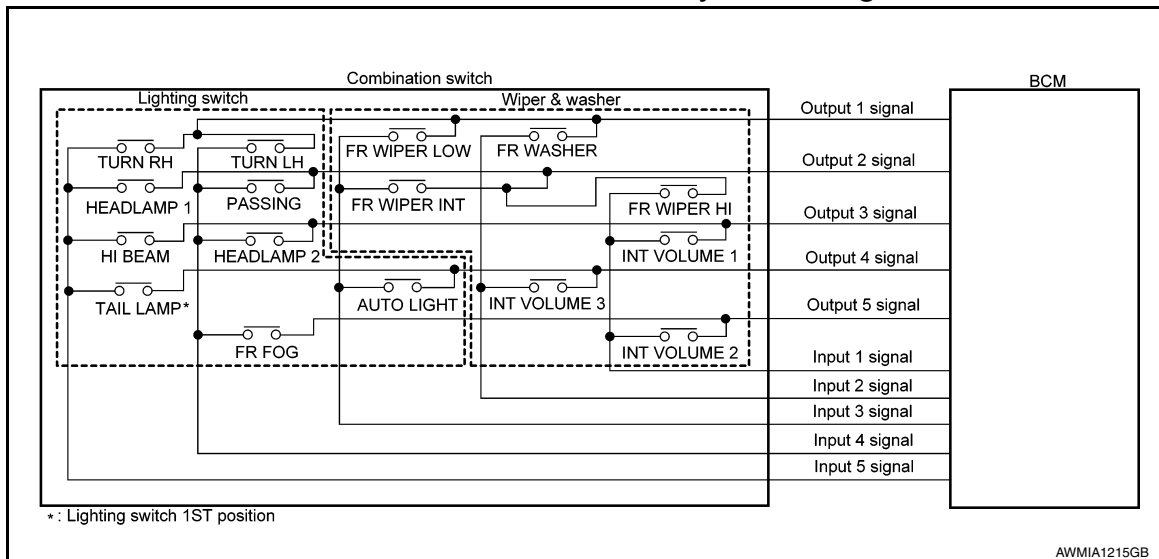 Combination switch
BCM
Lighting switch
Wiper & washer
Output 1 signal
TURN RH
TURN LH
FR WIPER LOW
FR WASHER
Output 2 signal
HEADLAMP 1
PASSING
FR WIPER INT
FR WIPER HI
Output 3 signal
HI BEAM
HEADLAMP 2
INT VOLUME 1
Output 4 signal
TAIL LAMP*
AUTO LIGHT
INT VOLUME 3
Output 5 signal
FR FOG
INT VOLUME 2
Input 1 signal
Input 2 signal
Input 3 signal
Input 4 signal
Input 5 signal
* : Lighting switch 1ST position
AWMIA1215GB